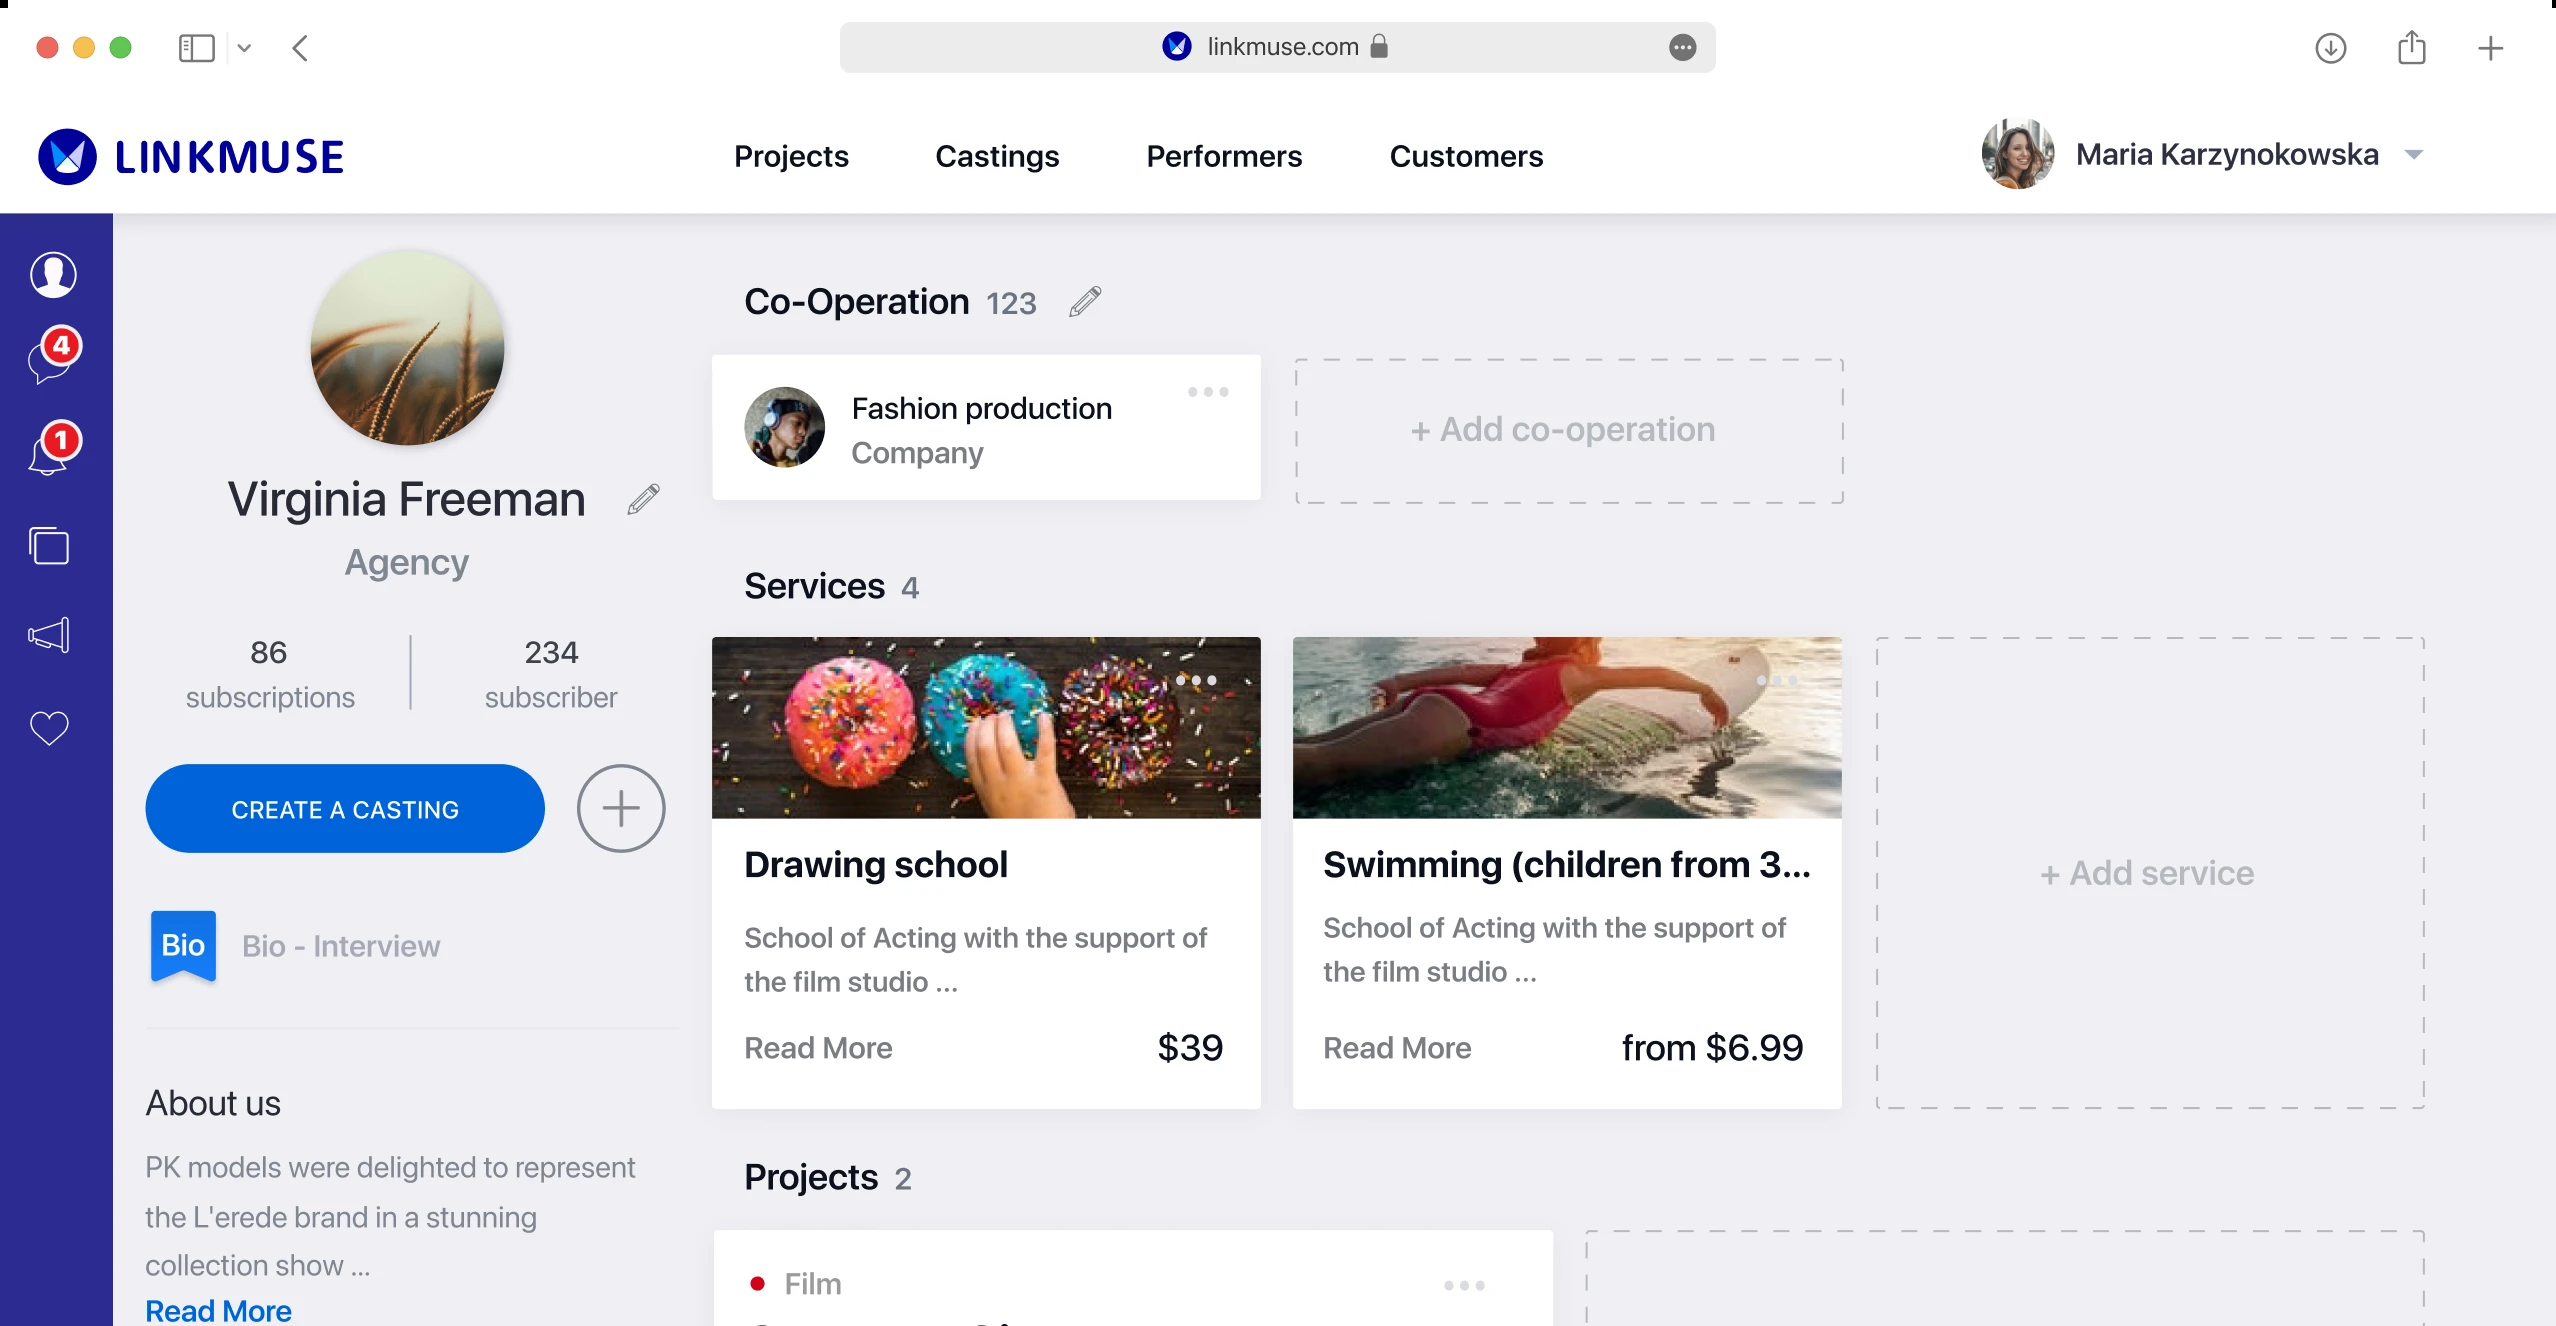 linkmuse.com
LINKMUSE
Projects
Castings
Performers
Customers
Maria Karzynokowska
4
1
Virginia Freeman
Agency
86
subscriptions
234
subscriber
CREATE A CASTING
Bio
Bio - Interview
About us
PK models were delighted to represent
the L'erede brand in a stunning
collection show ...
Read More
Co-Operation 123
Fashion production
Company
+ Add co-operation
Services 4
Drawing school
School of Acting with the support of
the film studio ...
Read More
$39
Swimming (children from 3...
School of Acting with the support of
the film studio ...
Read More
from $6.99
+ Add service
Projects 2
Film